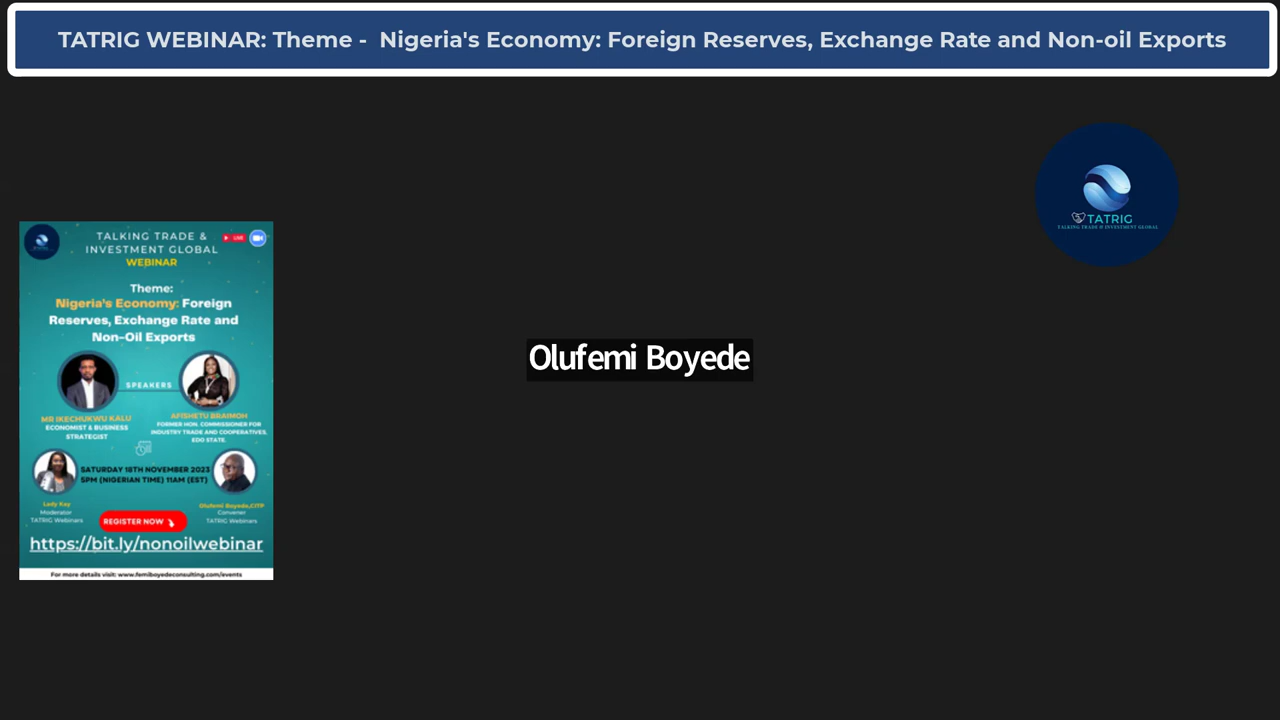 TATRIG WEBINAR: Theme - Nigeria's Economy: Foreign Reserves, Exchange Rate and Non-oil Exports
TATRIG
TALKING TRADE & INVESTMENT GLOBAL
TALKING TRADE &
INVESTMENT GLOBAL
LIVE
WEBINAR
Theme:
Nigeria's Economy: Foreign
Reserves, Exchange Rate and
Non-Oil Exports
SPEAKERS
MR IKECHUKWU KALU
ECONOMIST & BUSINESS
STRATEGIST
AFISHETU BRAIMOH
FORMER HON. COMMISSIONER FOR
INDUSTRY TRADE AND COOPERATIVES,
EDO STATE.
SATURDAY 18TH NOVEMBER 2023
5PM (NIGERIAN TIME) 11AM (EST)
Lady Kay
Moderator
TATRIG Webinars
Olufemi Boyede,CITP
Convener
TATRIG Webinars
REGISTER NOW
https://bit.ly/nonoilwebinar
For more details visit: www.femiboyedeconsulting.com/events
Olufemi Boyede